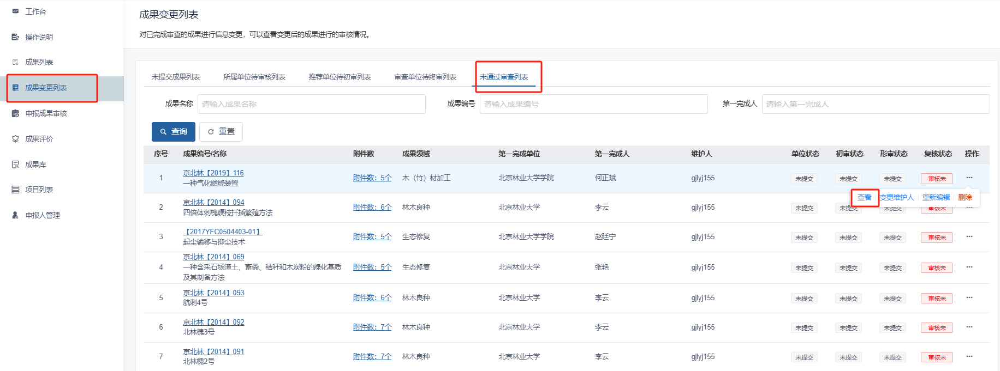 工作台
操作说明
成果列表
成果变更列表
申报成果审核
成果评价
成果库
项目列表
申报人管理
成果变更列表
对已完成审查的成果进行信息变更，可以查看变更后的成果进行的审核情况。
未提交成果列表 所属单位待审核列表 推荐单位待初审列表 审查单位待终审列表 未通过审查列表
成果名称 请输入成果名称 成果编号 请输入成果编号 第一完成人 请输入第一完成人
查询 重置
序号 成果编号/名称 附件数 成果领域 第一完成单位 第一完成人 维护人 单位状态 初审状态 形审状态 复核状态 操作
1 京北林【2019】116 附件数：5个 木（竹）材加工 北京林业大学学院 何正斌 gjlyj155 未提交 未提交 未提交 审核未 ···
一种气化燃烧装置
查看 变更维护人 重新编辑 删除
2 京北林【2014】094 附件数：6个 林木良种 北京林业大学 李云 gjlyj155 未提交 未提交 未提交 审核未
四倍体刺槐硬枝扦插繁殖方法
3 【2017YFC0504403-01】 附件数：5个 生态修复 北京林业大学学院 赵廷宁 gjlyj155 未提交 未提交 未提交 审核未 ···
起尘输移与抑尘技术
4 京北林【2014】069 附件数：5个 生态修复 北京林业大学 张艳 gjlyj155 未提交 未提交 未提交 审核未 ···
一种含采石场渣土、畜粪、秸秆和木炭粉的绿化基质
及其制备方法
5 京北林【2014】093 附件数：6个 林木良种 北京林业大学 李云 gjlyj155 未提交 未提交 未提交 审核未 ···
航刺4号
6 京北林【2014】092 附件数：7个 林木良种 北京林业大学 李云 gjlyj155 未提交 未提交 未提交 审核未 ···
北林槐3号
7 京北林【2014】091 附件数：7个 林木良种 北京林业大学 李云 gjlyj155 未提交 未提交 未提交 审核未 ···
北林槐2号